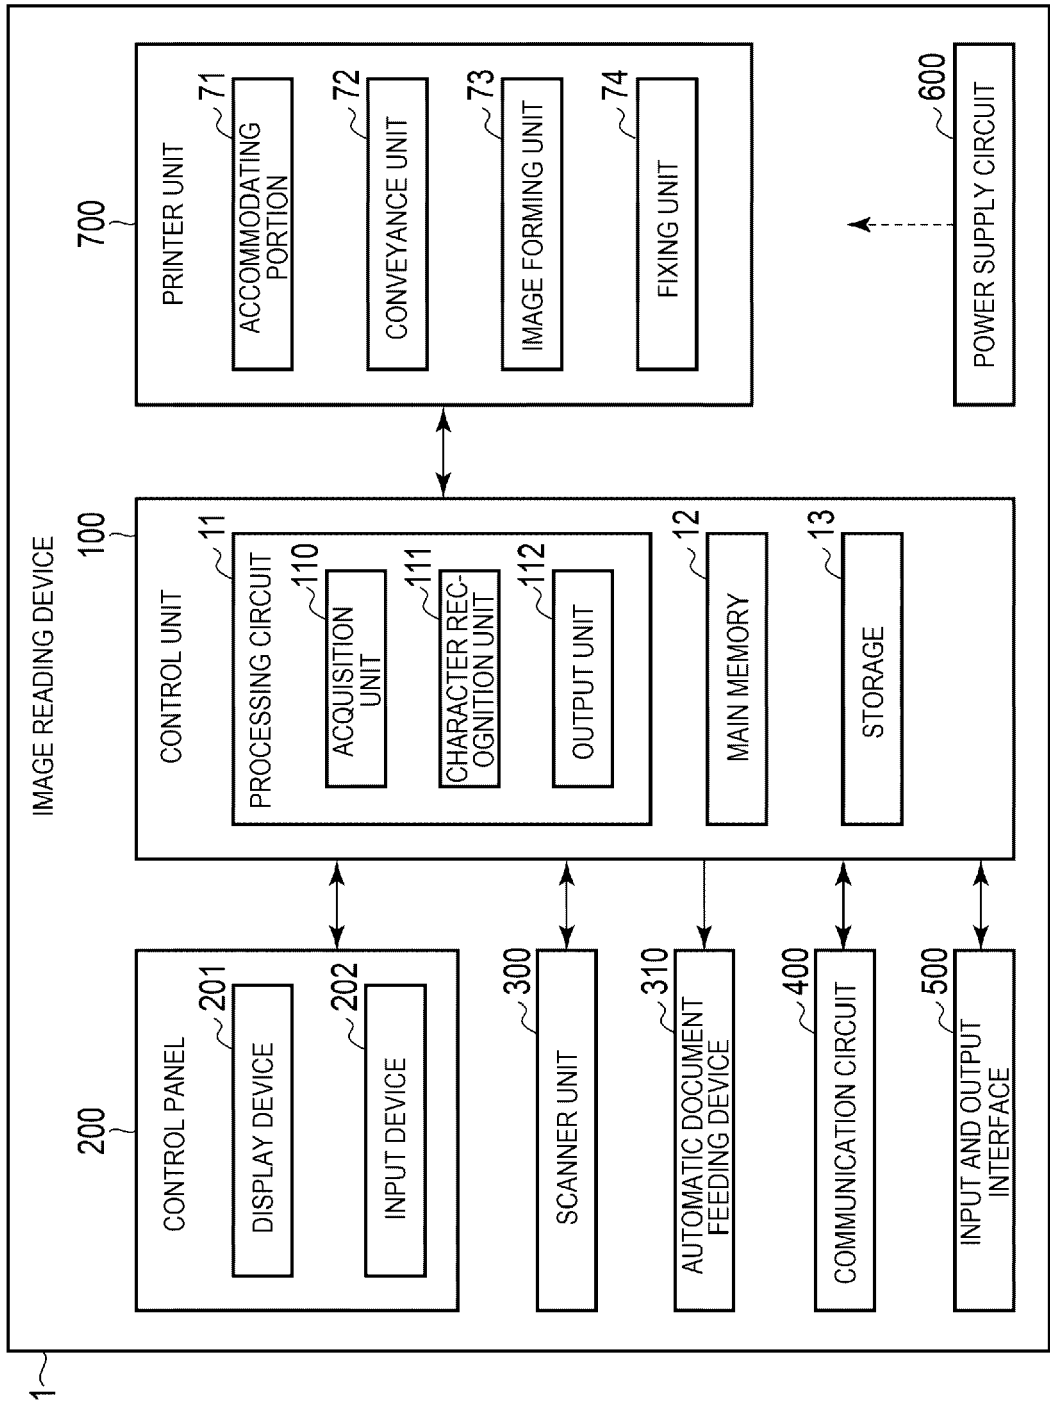 1
IMAGE READING DEVICE
200
CONTROL PANEL
201
DISPLAY DEVICE
202
INPUT DEVICE
300
SCANNER UNIT
310
AUTOMATIC DOCUMENT
FEEDING DEVICE
400
COMMUNICATION CIRCUIT
500
INPUT AND OUTPUT
INTERFACE
100
CONTROL UNIT
11
PROCESSING CIRCUIT
110
ACQUISITION
UNIT
111
CHARACTER REC-
OGNITION UNIT
112
OUTPUT UNIT
12
MAIN MEMORY
13
STORAGE
700
PRINTER UNIT
71
ACCOMMODATING
PORTION
72
CONVEYANCE UNIT
73
IMAGE FORMING UNIT
74
FIXING UNIT
600
POWER SUPPLY CIRCUIT